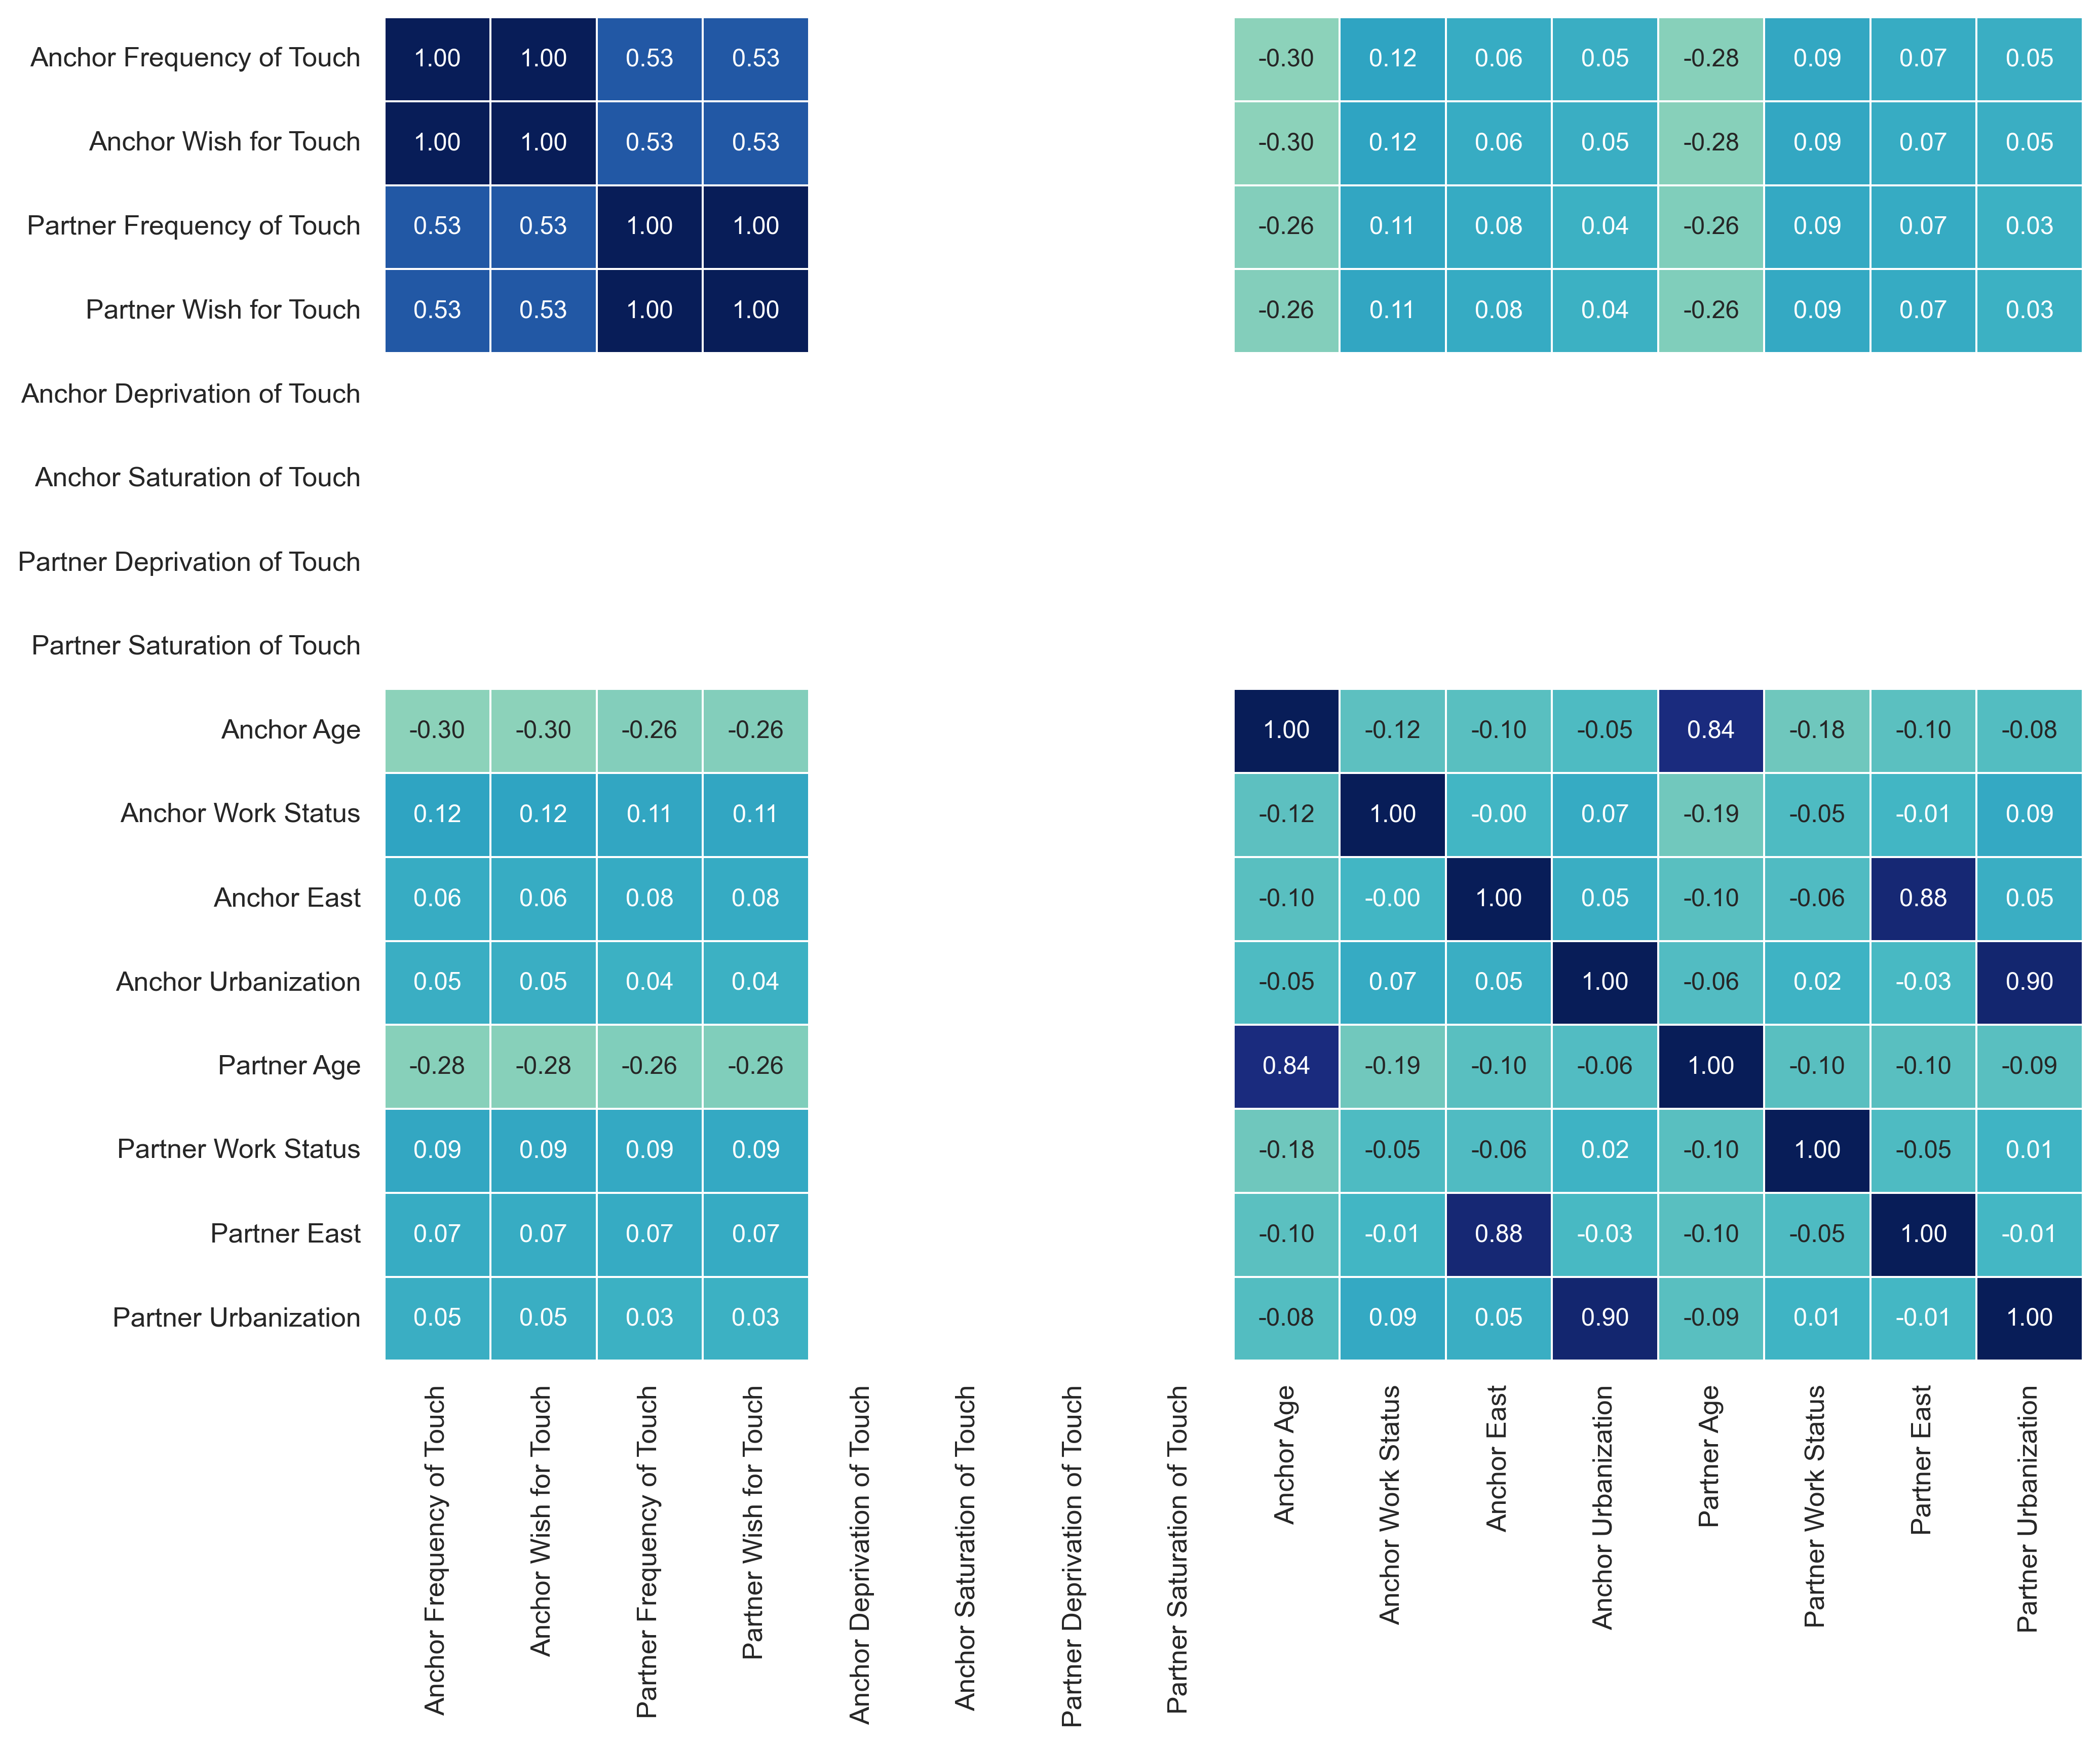 Anchor Frequency of Touch 1.00 1.00 0.53 0.53 -0.30 0.12 0.06 0.05 -0.28 0.09 0.07 0.05
Anchor Wish for Touch 1.00 1.00 0.53 0.53 -0.30 0.12 0.06 0.05 -0.28 0.09 0.07 0.05
Partner Frequency of Touch 0.53 0.53 1.00 1.00 -0.26 0.11 0.08 0.04 -0.26 0.09 0.07 0.03
Partner Wish for Touch 0.53 0.53 1.00 1.00 -0.26 0.11 0.08 0.04 -0.26 0.09 0.07 0.03
Anchor Deprivation of Touch
Anchor Saturation of Touch
Partner Deprivation of Touch
Partner Saturation of Touch
Anchor Age -0.30 -0.30 -0.26 -0.26 1.00 -0.12 -0.10 -0.05 0.84 -0.18 -0.10 -0.08
Anchor Work Status 0.12 0.12 0.11 0.11 -0.12 1.00 -0.00 0.07 -0.19 -0.05 -0.01 0.09
Anchor East 0.06 0.06 0.08 0.08 -0.10 -0.00 1.00 0.05 -0.10 -0.06 0.88 0.05
Anchor Urbanization 0.05 0.05 0.04 0.04 -0.05 0.07 0.05 1.00 -0.06 0.02 -0.03 0.90
Partner Age -0.28 -0.28 -0.26 -0.26 0.84 -0.19 -0.10 -0.06 1.00 -0.10 -0.10 -0.09
Partner Work Status 0.09 0.09 0.09 0.09 -0.18 -0.05 -0.06 0.02 -0.10 1.00 -0.05 0.01
Partner East 0.07 0.07 0.07 0.07 -0.10 -0.01 0.88 -0.03 -0.10 -0.05 1.00 -0.01
Partner Urbanization 0.05 0.05 0.03 0.03 -0.08 0.09 0.05 0.90 -0.09 0.01 -0.01 1.00
Anchor Frequency of Touch
Anchor Wish for Touch
Partner Frequency of Touch
Partner Wish for Touch
Anchor Deprivation of Touch
Anchor Saturation of Touch
Partner Deprivation of Touch
Partner Saturation of Touch
Anchor Age
Anchor Work Status
Anchor East
Anchor Urbanization
Partner Age
Partner Work Status
Partner East
Partner Urbanization